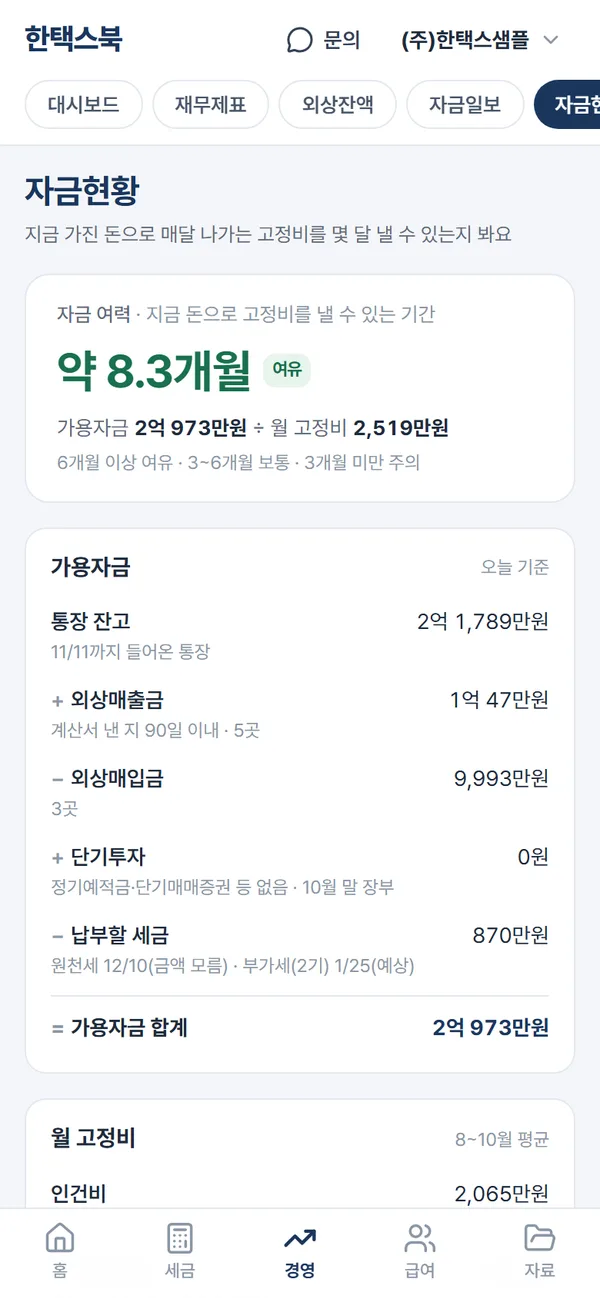 한택스북
문의
(주)한택스샘플
대시보드
재무제표
외상잔액
자금일보
자금현
자금현황
지금 가진 돈으로 매달 나가는 고정비를 몇 달 낼 수 있는지 봐요
자금 여력 · 지금 돈으로 고정비를 낼 수 있는 기간
약 8.3개월 여유
가용자금 2억 973만원 ÷ 월 고정비 2,519만원
6개월 이상 여유 · 3~6개월 보통 · 3개월 미만 주의
가용자금 오늘 기준
통장 잔고 2억 1,789만원
11/11까지 들어온 통장
+ 외상매출금 1억 47만원
계산서 낸 지 90일 이내 · 5곳
− 외상매입금 9,993만원
3곳
+ 단기투자 0원
정기예적금·단기매매증권 등 없음 · 10월 말 장부
− 납부할 세금 870만원
원천세 12/10(금액 모름) · 부가세(2기) 1/25(예상)
= 가용자금 합계 2억 973만원
월 고정비 8~10월 평균
인건비 2,065만원
홈
세금
경영
급여
자료